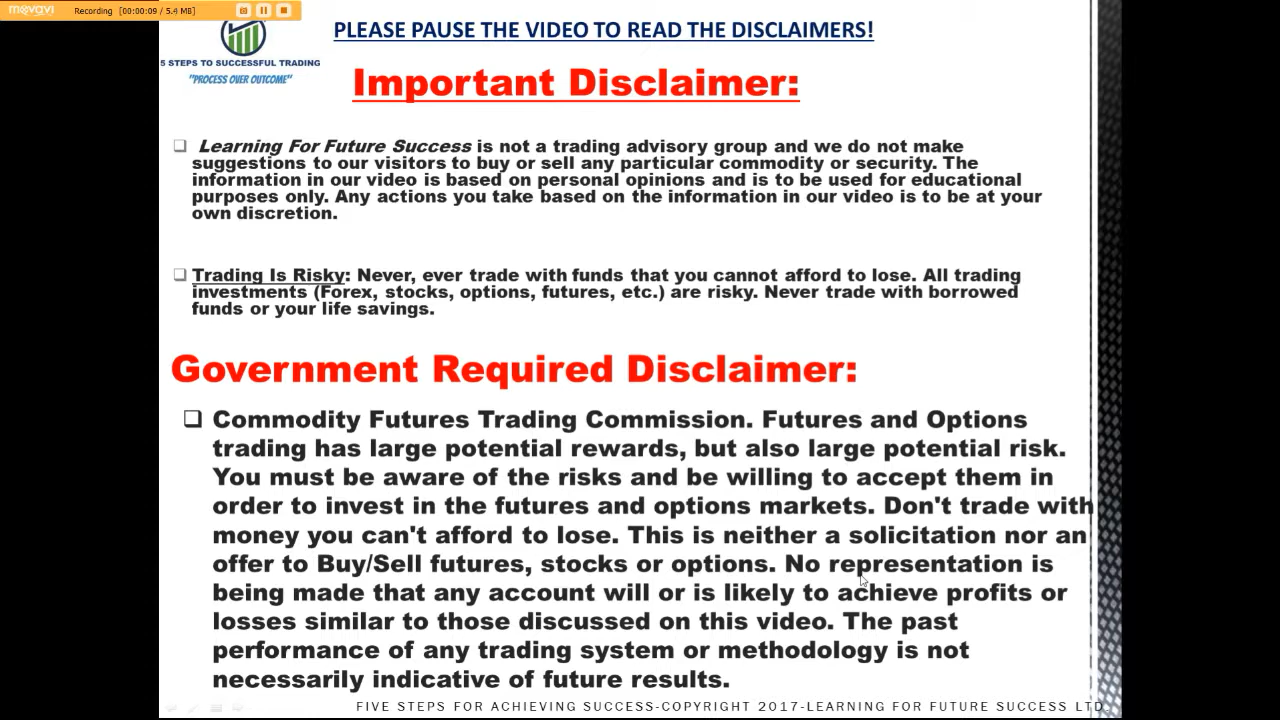 movavi Recording [00:00:09 / 5.4 MB]
PLEASE PAUSE THE VIDEO TO READ THE DISCLAIMERS!
5 STEPS TO SUCCESSFUL TRADING
"PROCESS OVER OUTCOME"
Important Disclaimer:
Learning For Future Success is not a trading advisory group and we do not make
suggestions to our visitors to buy or sell any particular commodity or security. The
information in our video is based on personal opinions and is to be used for educational
purposes only. Any actions you take based on the information in our video is to be at your
own discretion.
Trading Is Risky: Never, ever trade with funds that you cannot afford to lose. All trading
investments (Forex, stocks, options, futures, etc.) are risky. Never trade with borrowed
funds or your life savings.
Government Required Disclaimer:
Commodity Futures Trading Commission. Futures and Options
trading has large potential rewards, but also large potential risk.
You must be aware of the risks and be willing to accept them in
order to invest in the futures and options markets. Don't trade with
money you can't afford to lose. This is neither a solicitation nor an
offer to Buy/Sell futures, stocks or options. No representation is
being made that any account will or is likely to achieve profits or
losses similar to those discussed on this video. The past
performance of any trading system or methodology is not
necessarily indicative of future results.
FIVE STEPS FOR ACHIEVING SUCCESS-COPYRIGHT 2017-LEARNING FOR FUTURE SUCCESS LTD.